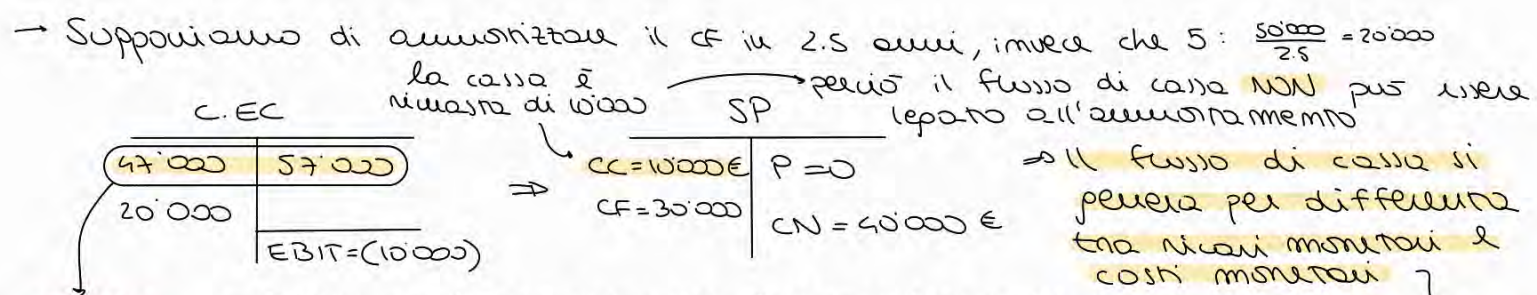 → Supponiamo di ammortizzare il CF in 2.5 anni, invece che 5: 50'000 / 2.5 = 20'000
la cassa è rimasta di 10'000 → perciò il flusso di cassa NON può essere legato all'ammortamento
C.EC
47'000 57'000
20'000
EBIT=(10'000)
⇒
SP
CC=10'000€ P=0
CF=30'000 CN=40'000 €
⇒ Il flusso di cassa si
genera per differenza
tra ricavi monetari e
costi monetari